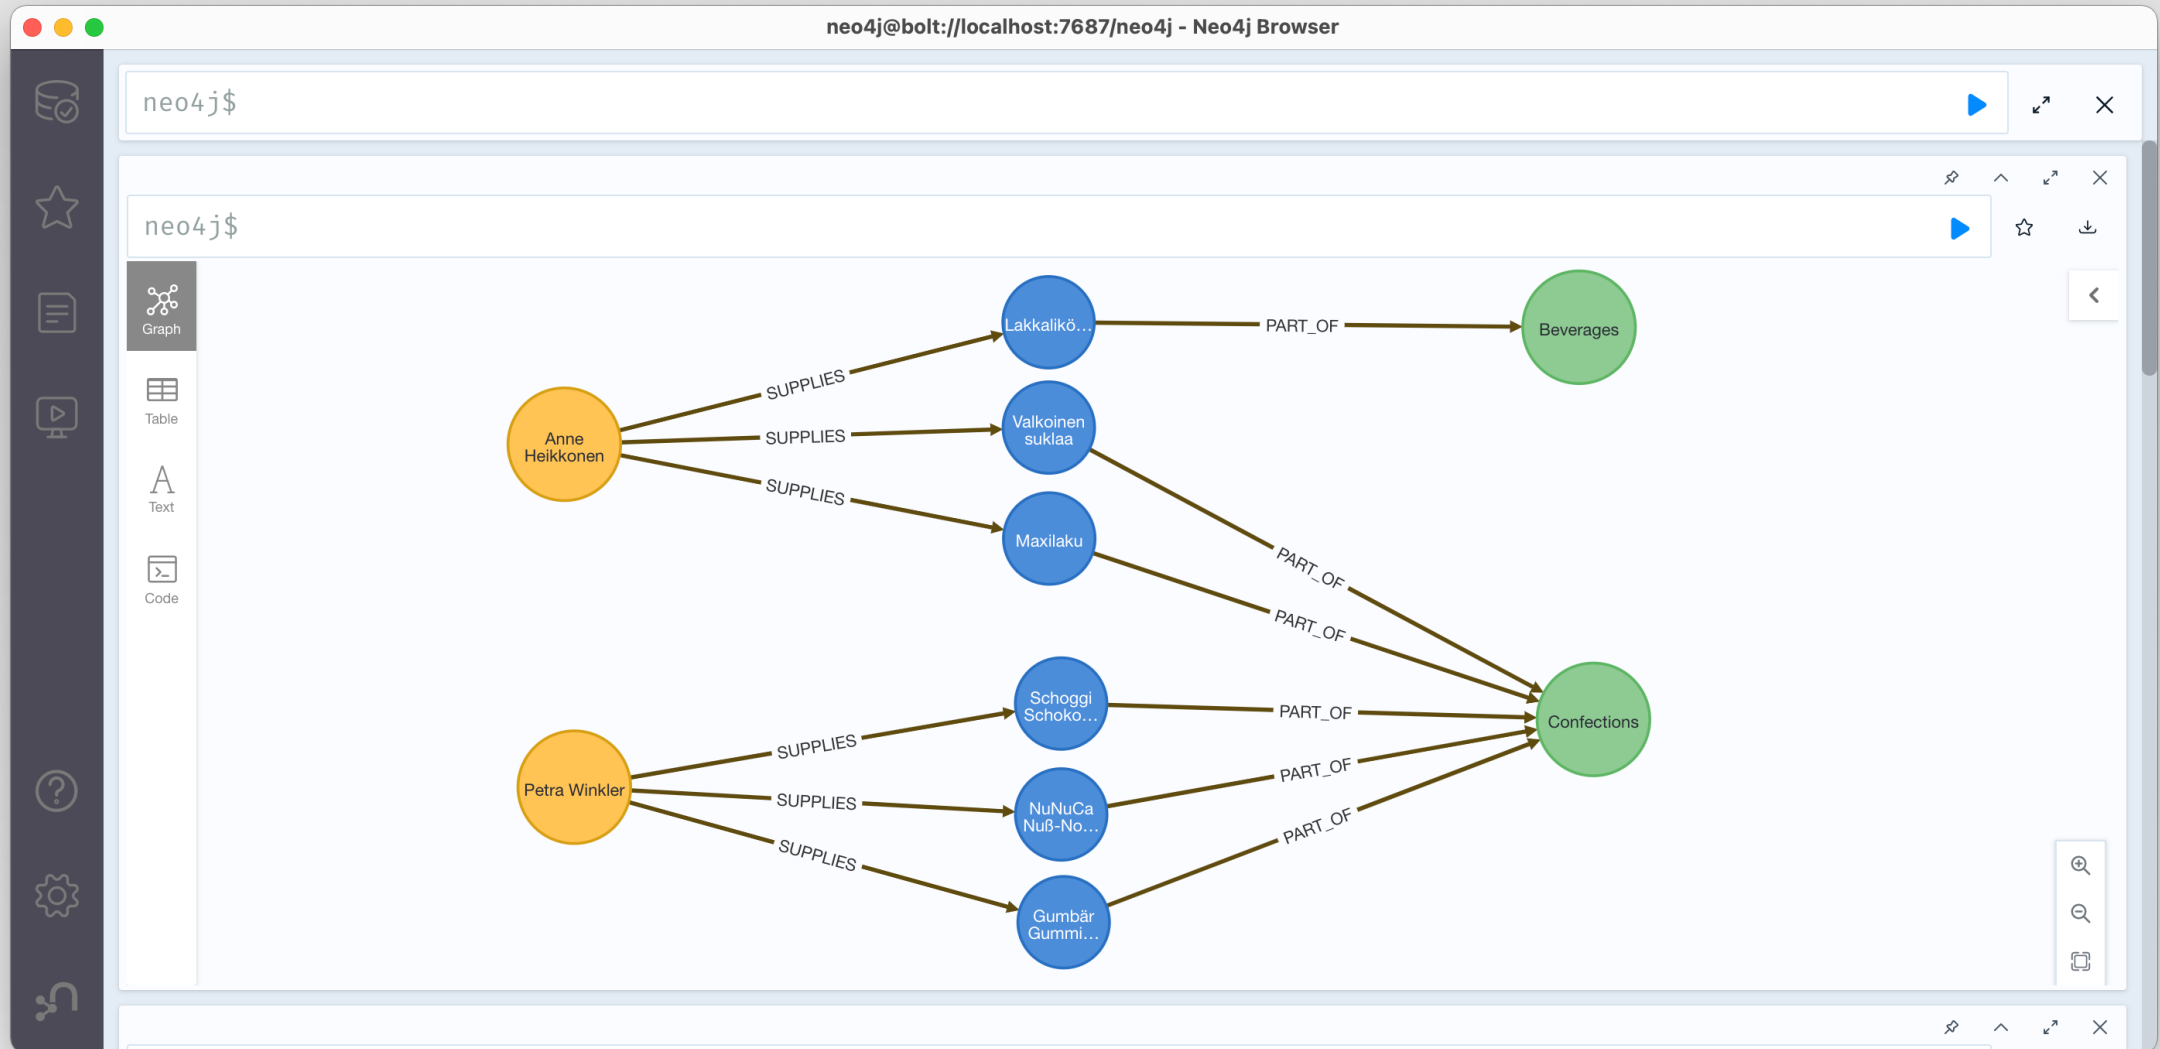 neo4j@bolt://localhost:7687/neo4j - Neo4j Browser
neo4j$
neo4j$
Graph
Table
Text
Code
Lakkalikö...
PART_OF
Beverages
SUPPLIES
Anne
Heikkonen
SUPPLIES
Valkoinen
suklaa
SUPPLIES
Maxilaku
PART_OF
PART_OF
Schoggi
Schoko...
PART_OF
Confections
SUPPLIES
Petra Winkler
SUPPLIES
NuNuCa
Nuß-No...
PART_OF
SUPPLIES
PART_OF
Gumbär
Gummi...